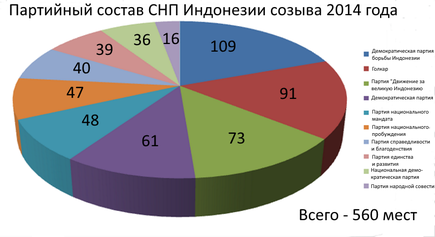 Партийный состав СНП Индонезии созыва 2014 года
109
91
73
61
48
47
40
39
36
16
Демократическая партия
борьбы Индонезии
Голкар
Партия "Движение за
великую Индонезию
Демократическая партия
Партия национального
мандата
Партия национального
пробуждения
Партия справедливости
и благоденствия
Партия единства
и развития
Национальная демо-
кратическая партия
Партия народной совести
Всего - 560 мест